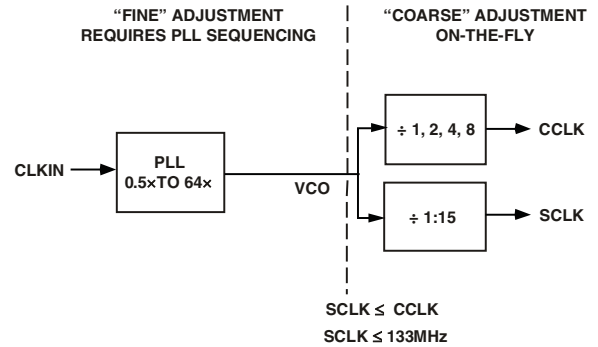 “FINE” ADJUSTMENT
REQUIRES PLL SEQUENCING
“COARSE” ADJUSTMENT
ON-THE-FLY
CLKIN
PLL
0.5×TO 64×
VCO
÷ 1, 2, 4, 8
CCLK
÷ 1:15
SCLK
SCLK ≤ CCLK
SCLK ≤ 133MHz